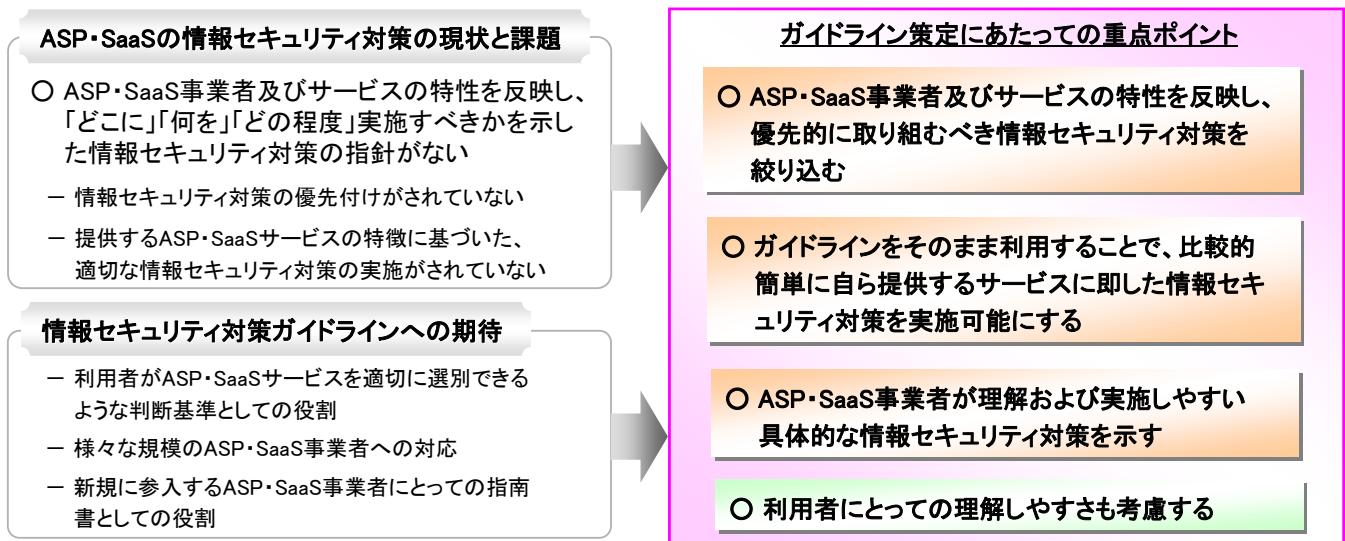 ASP・SaaSの情報セキュリティ対策の現状と課題
○ ASP・SaaS事業者及びサービスの特性を反映し、
「どこに」「何を」「どの程度」実施すべきかを示し
た情報セキュリティ対策の指針がない
－ 情報セキュリティ対策の優先付けがされていない
－ 提供するASP・SaaSサービスの特徴に基づいた、
適切な情報セキュリティ対策の実施がされていない
情報セキュリティ対策ガイドラインへの期待
－ 利用者がASP・SaaSサービスを適切に選別できる
ような判断基準としての役割
－ 様々な規模のASP・SaaS事業者への対応
－ 新規に参入するASP・SaaS事業者にとっての指南
書としての役割
ガイドライン策定にあたっての重点ポイント
○ ASP・SaaS事業者及びサービスの特性を反映し、
優先的に取り組むべき情報セキュリティ対策を
絞り込む
○ ガイドラインをそのまま利用することで、比較的
簡単に自ら提供するサービスに即した情報セキ
ュリティ対策を実施可能にする
○ ASP・SaaS事業者が理解および実施しやすい
具体的な情報セキュリティ対策を示す
○ 利用者にとっての理解しやすさも考慮する